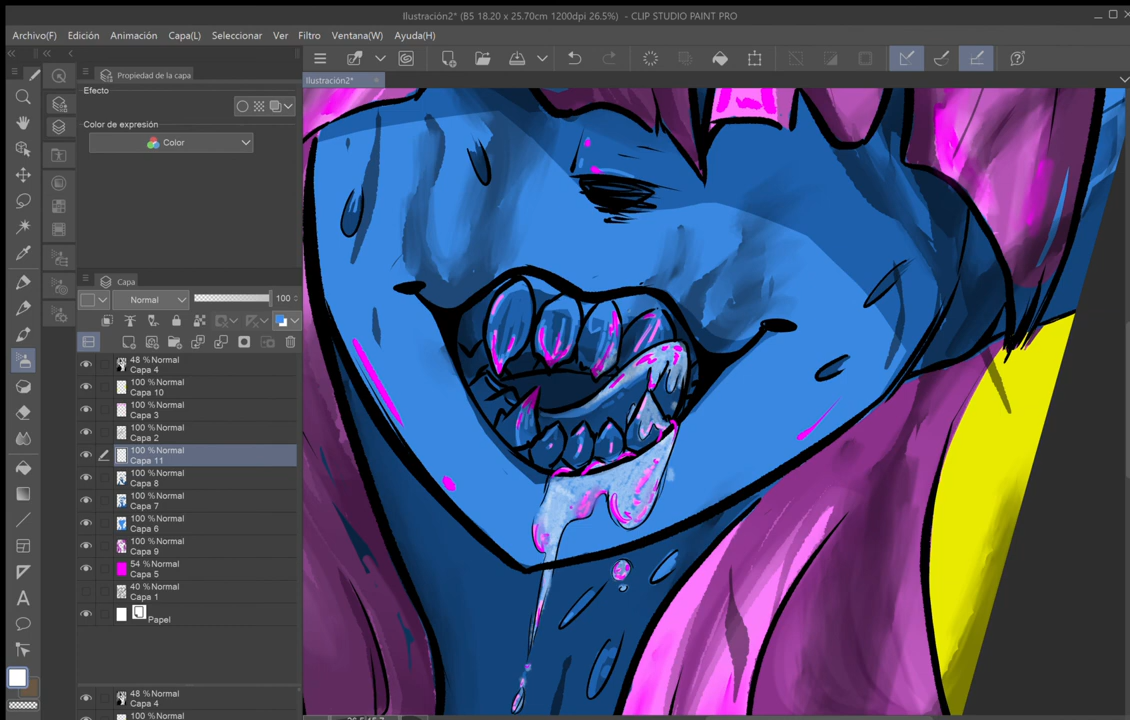 Ilustración2* (B5 18.20 x 25.70cm 1200dpi 26.5%) - CLIP STUDIO PAINT PRO
Archivo(F) Edición Animación Capa(L) Seleccionar Ver Filtro Ventana(W) Ayuda(H)
Propiedad de la capa
Ilustración2*
Efecto
Color de expresión
Color
Capa
Normal 100
48 %Normal
Capa 4
100 %Normal
Capa 10
100 %Normal
Capa 3
100 %Normal
Capa 2
100 %Normal
Capa 11
100 %Normal
Capa 8
100 %Normal
Capa 7
100 %Normal
Capa 6
100 %Normal
Capa 9
54 %Normal
Capa 5
40 %Normal
Capa 1
Papel
48 %Normal
Capa 4
100 %Normal